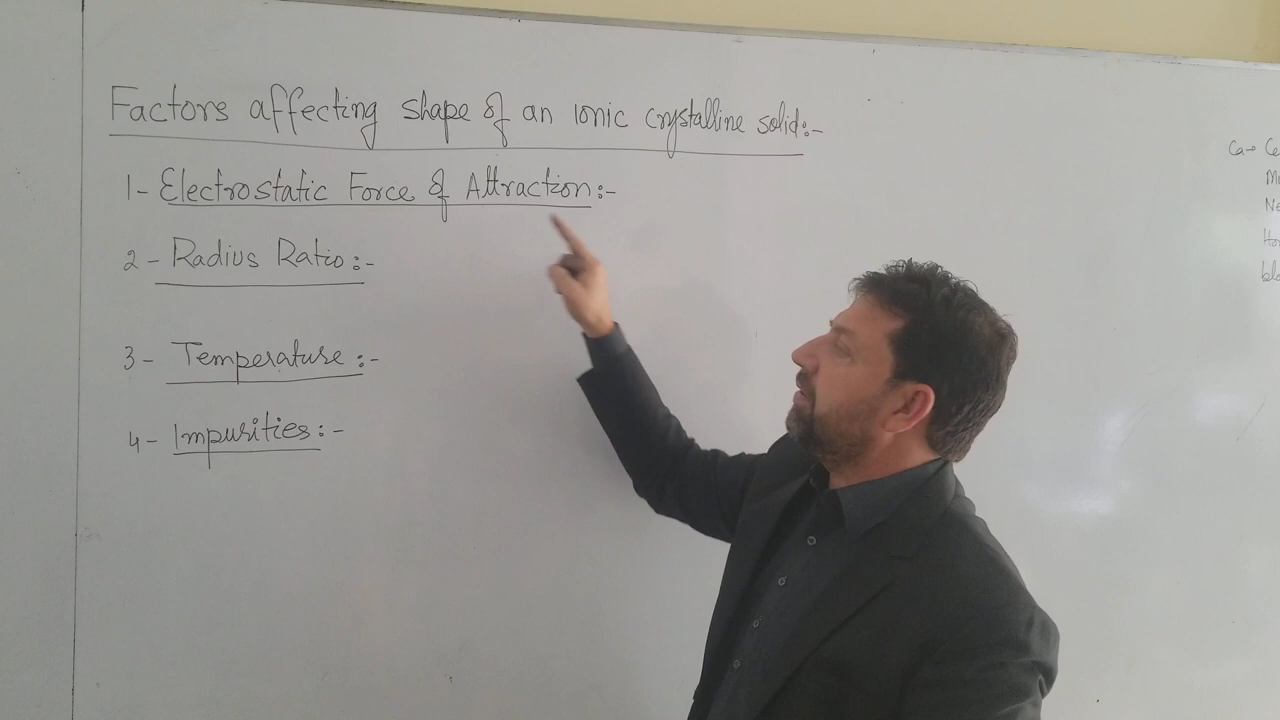 Factors affecting shape of an ionic crystalline solid:-
1- Electrostatic Force of Attraction:-
2- Radius Ratio:-
3- Temperature:-
4- Impurities:-